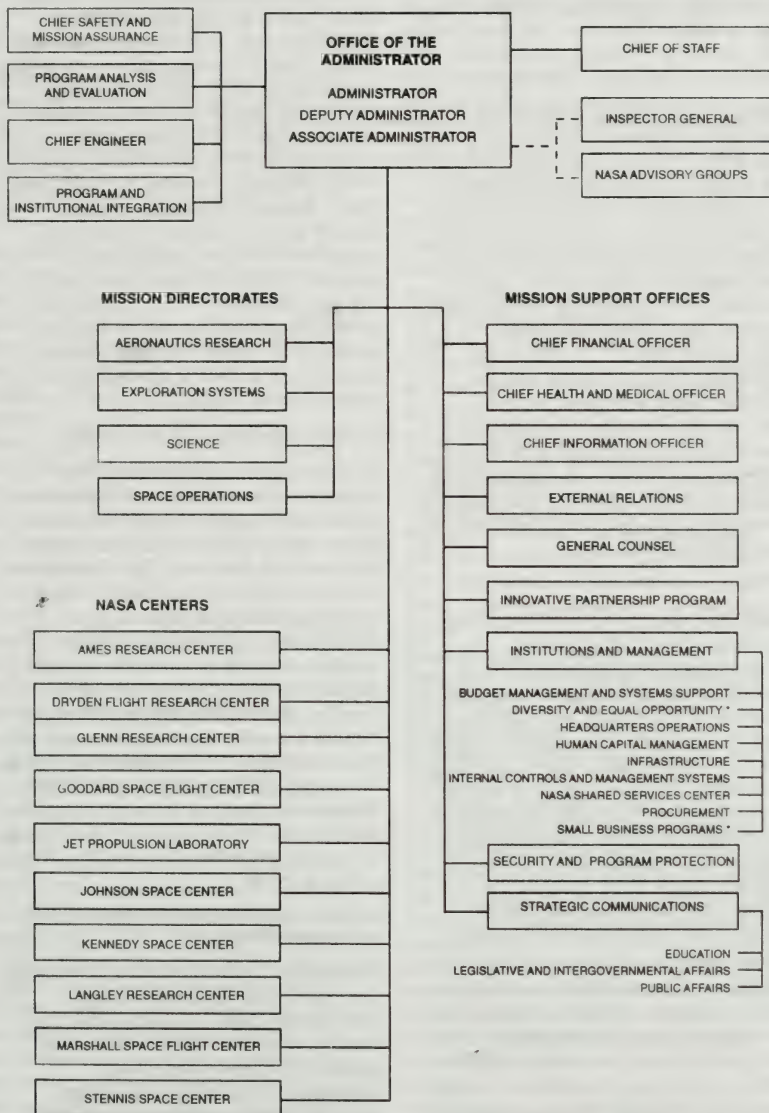 CHIEF SAFETY AND
MISSION ASSURANCE
PROGRAM ANALYSIS
AND EVALUATION
CHIEF ENGINEER
PROGRAM AND
INSTITUTIONAL INTEGRATION
OFFICE OF THE
ADMINISTRATOR
ADMINISTRATOR
DEPUTY ADMINISTRATOR
ASSOCIATE ADMINISTRATOR
CHIEF OF STAFF
INSPECTOR GENERAL
NASA ADVISORY GROUPS
MISSION DIRECTORATES
AERONAUTICS RESEARCH
EXPLORATION SYSTEMS
SCIENCE
SPACE OPERATIONS
NASA CENTERS
AMES RESEARCH CENTER
DRYDEN FLIGHT RESEARCH CENTER
GLENN RESEARCH CENTER
GODDARD SPACE FLIGHT CENTER
JET PROPULSION LABORATORY
JOHNSON SPACE CENTER
KENNEDY SPACE CENTER
LANGLEY RESEARCH CENTER
MARSHALL SPACE FLIGHT CENTER
STENNIS SPACE CENTER
MISSION SUPPORT OFFICES
CHIEF FINANCIAL OFFICER
CHIEF HEALTH AND MEDICAL OFFICER
CHIEF INFORMATION OFFICER
EXTERNAL RELATIONS
GENERAL COUNSEL
INNOVATIVE PARTNERSHIP PROGRAM
INSTITUTIONS AND MANAGEMENT
BUDGET MANAGEMENT AND SYSTEMS SUPPORT
DIVERSITY AND EQUAL OPPORTUNITY *
HEADQUARTERS OPERATIONS
HUMAN CAPITAL MANAGEMENT
INFRASTRUCTURE
INTERNAL CONTROLS AND MANAGEMENT SYSTEMS
NASA SHARED SERVICES CENTER
PROCUREMENT
SMALL BUSINESS PROGRAMS *
SECURITY AND PROGRAM PROTECTION
STRATEGIC COMMUNICATIONS
EDUCATION
LEGISLATIVE AND INTERGOVERNMENTAL AFFAIRS
PUBLIC AFFAIRS